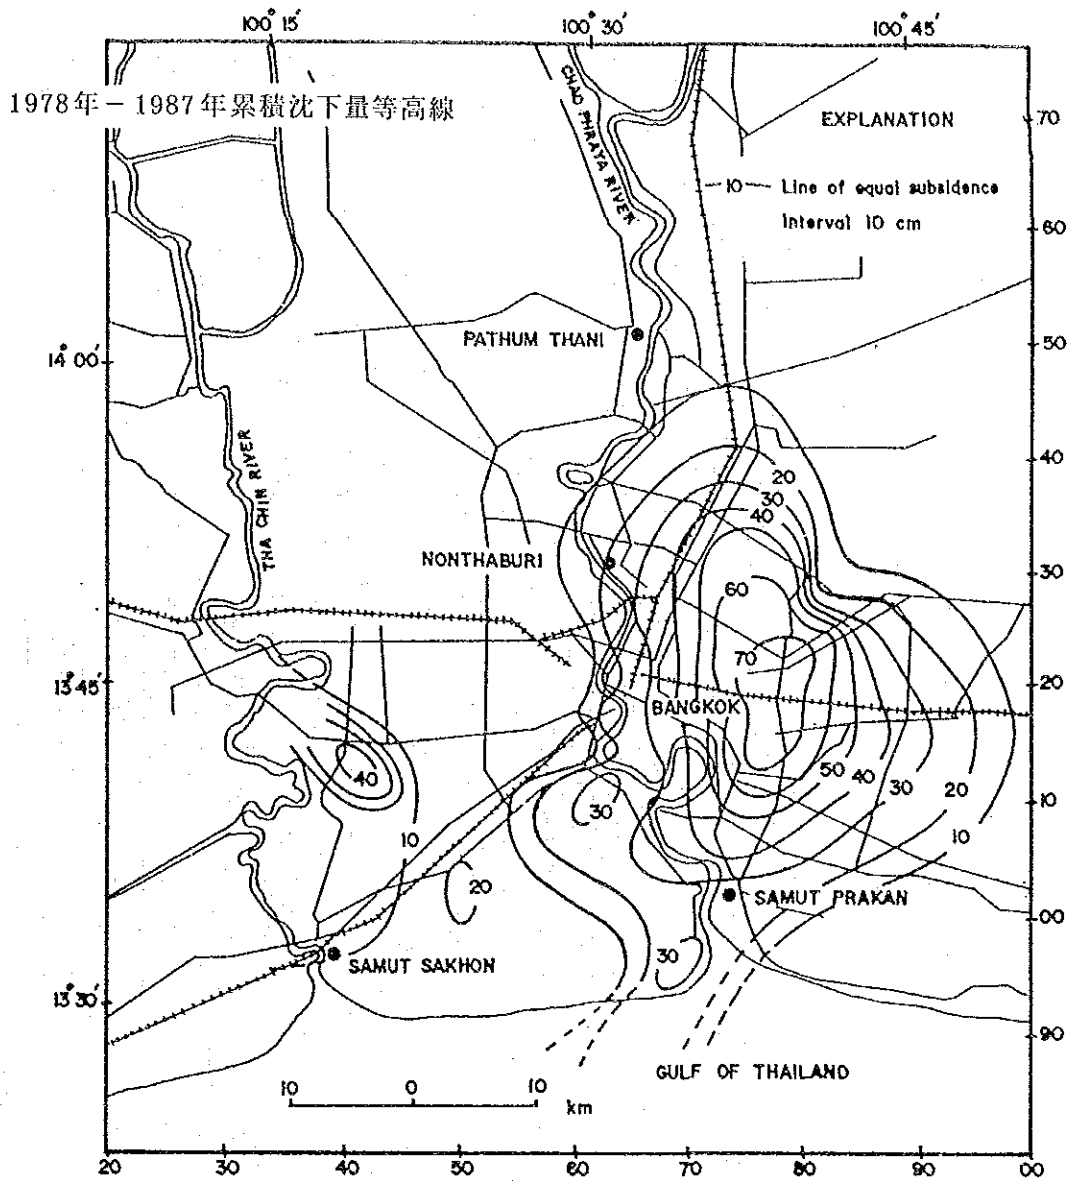 100° 15′ 100° 30′ 100° 45′
1978年－1987年累積沈下量等高線
CHAO PHRAYA RIVER
EXPLANATION
70
10 Line of equal subsidence
Interval 10 cm
60
PATHUM THANI
50
14° 00′
THA CHIN RIVER
40
20
30
40
NONTHABURI
30
60
70
13° 45′
20
BANGKOK
40
50 40 30 20
10
30
10
10
20
SAMUT PRAKAN
00
30
SAMUT SAKHON
13° 30′
90
GULF OF THAILAND
10 0 10
km
20 30 40 50 60 70 80 90 00